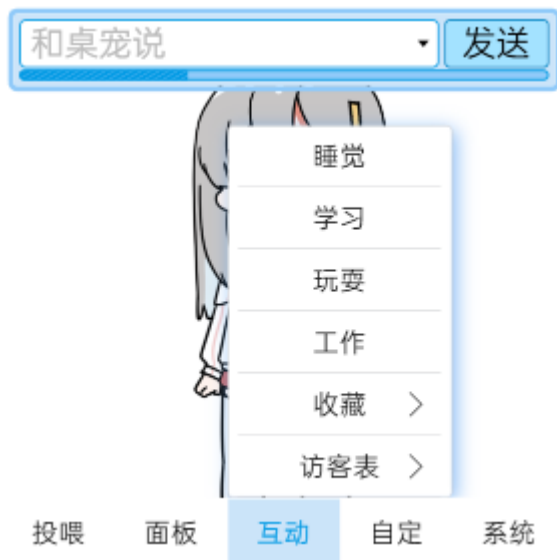 和桌宠说 发送
睡觉
学习
玩耍
工作
收藏
访客表
投喂 面板 互动 自定 系统